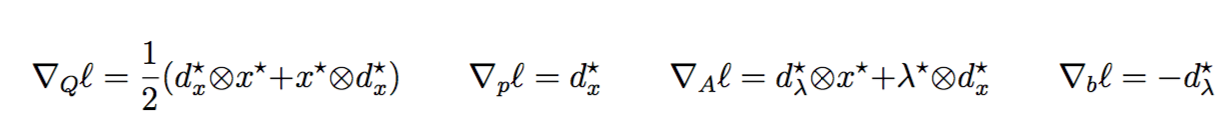 ∇_Q ℓ = 1/2 (d_x^⋆ ⊗ x^⋆ + x^⋆ ⊗ d_x^⋆)   ∇_p ℓ = d_x^⋆   ∇_A ℓ = d_λ^⋆ ⊗ x^⋆ + λ^⋆ ⊗ d_x^⋆   ∇_b ℓ = −d_λ^⋆